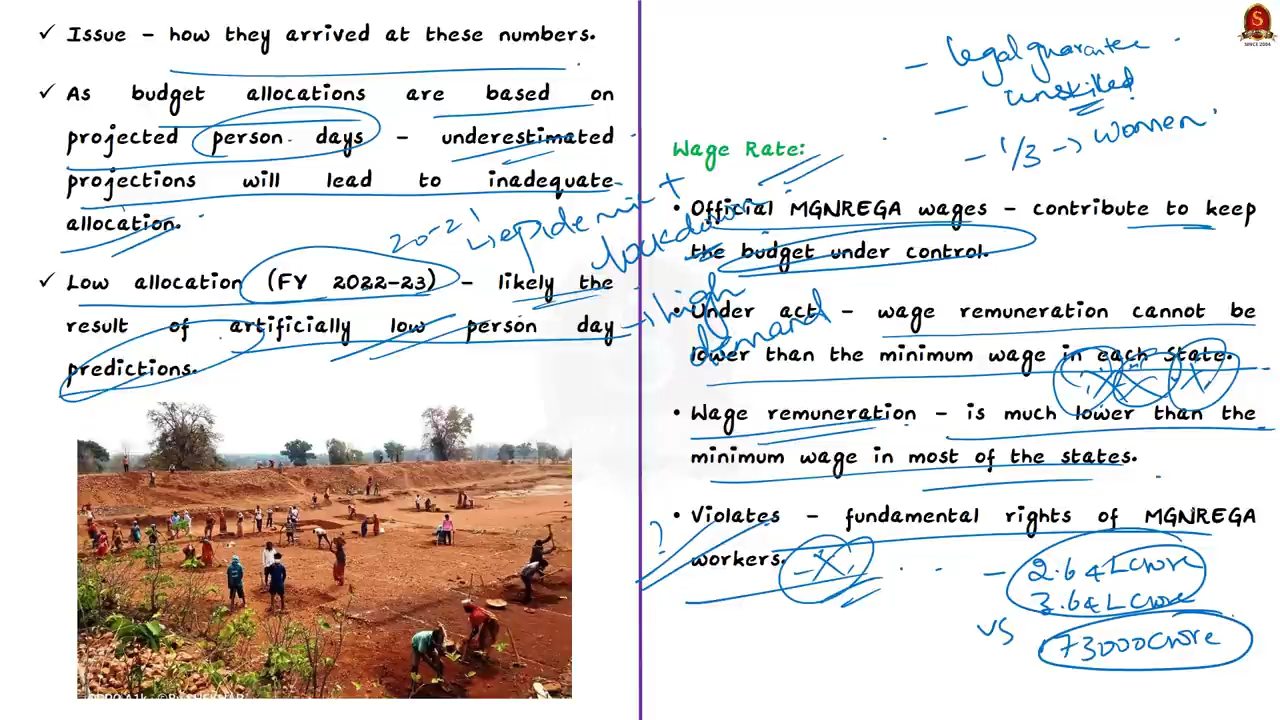 ✓ Issue – how they arrived at these numbers.
✓ As budget allocations are based on
projected person days – underestimated
projections will lead to inadequate
allocation.
✓ Low allocation (FY 2022-23) – likely the
result of artificially low person day
predictions.
20-21
epidemic +
lockdown
→ high
demand
S
SINCE 2004
- legal guarantee
- unskilled
- 1/3 → women
Wage Rate:
• Official MGNREGA wages – contribute to keep
the budget under control.
• Under act – wage remuneration cannot be
lower than the minimum wage in each State.
• Wage remuneration – is much lower than the
minimum wage in most of the states.
• Violates – fundamental rights of MGNREGA
workers.
?
- 2.64 L Crore
3.64 L Crore
vs
73000 Crore